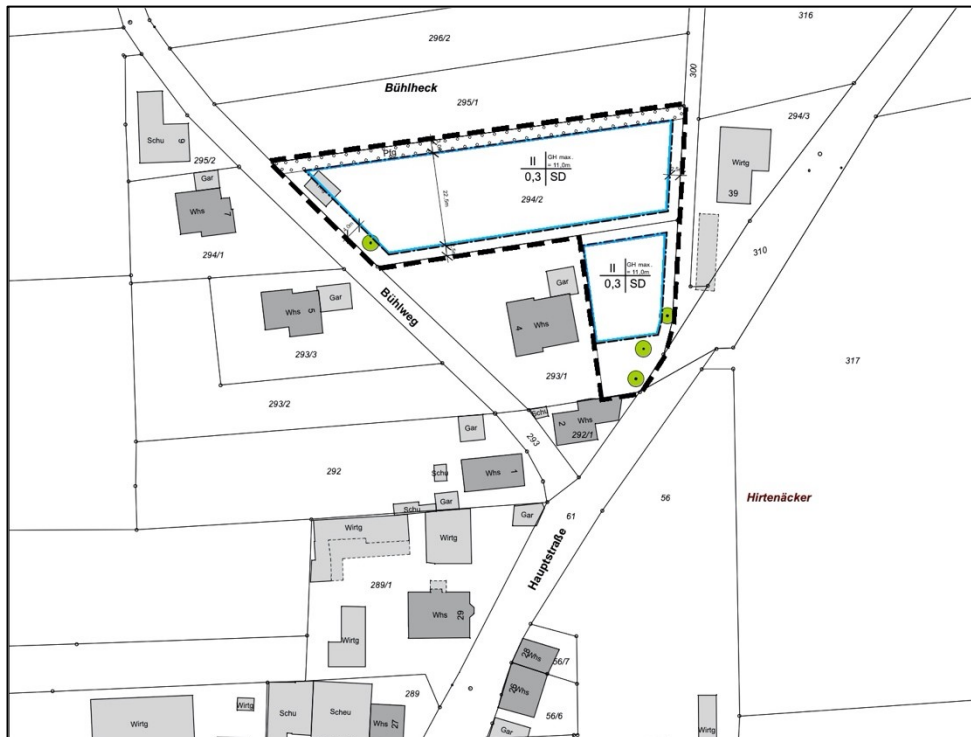 316
296/2
300
Bühlheck
295/1
294/3
Schu
9
Pfg
295/2
II
GH max.
= 11,0m
0,3
SD
Wirtg
39
294/2
Gar
Whs
7
22,5m
294/1
II
GH max.
= 11,0m
0,3
SD
310
Gar
Gar
Bühlweg
Whs
5
Whs
4
293/3
317
293/1
293/2
Schu
Whs
2
292/1
Gar
293
292
Schu
Whs
1
56
Hirtenäcker
Gar
Schu
Gar
61
Wirtg
Wirtg
Hauptstraße
289/1
Whs
29
Wirtg
28
Whs
56/7
289
26
Whs
Wirtg
Wirtg
Schu
Scheu
Whs
27
56/6
Gar
Wirtg